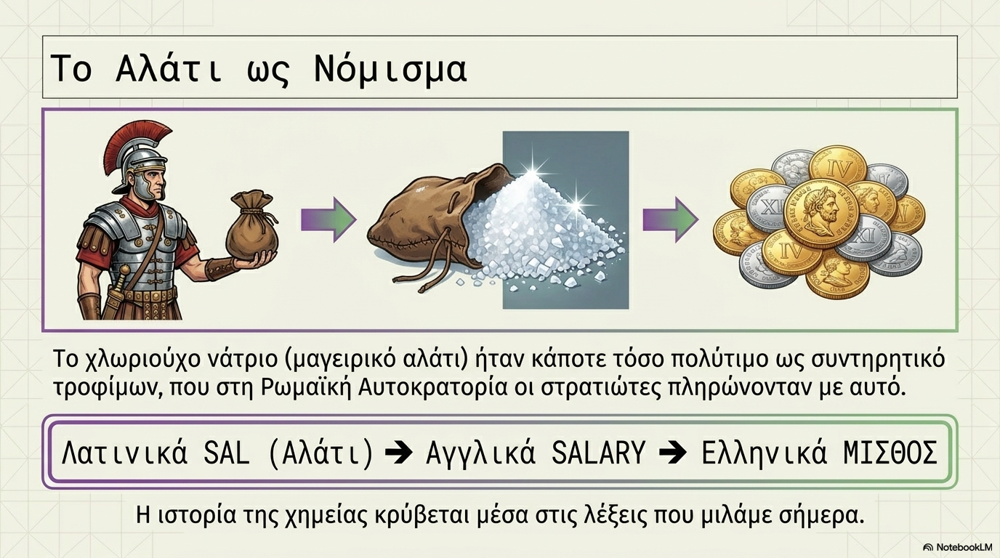 Το Αλάτι ως Νόμισμα
Το χλωριούχο νάτριο (μαγειρικό αλάτι) ήταν κάποτε τόσο πολύτιμο ως συντηρητικό
τροφίμων, που στη Ρωμαϊκή Αυτοκρατορία οι στρατιώτες πληρώνονταν με αυτό.
Λατινικά SAL (Αλάτι) ➔ Αγγλικά SALARY ➔ Ελληνικά ΜΙΣΘΟΣ
Η ιστορία της χημείας κρύβεται μέσα στις λέξεις που μιλάμε σήμερα.
IV
XI
IV
XI
NotebookLM